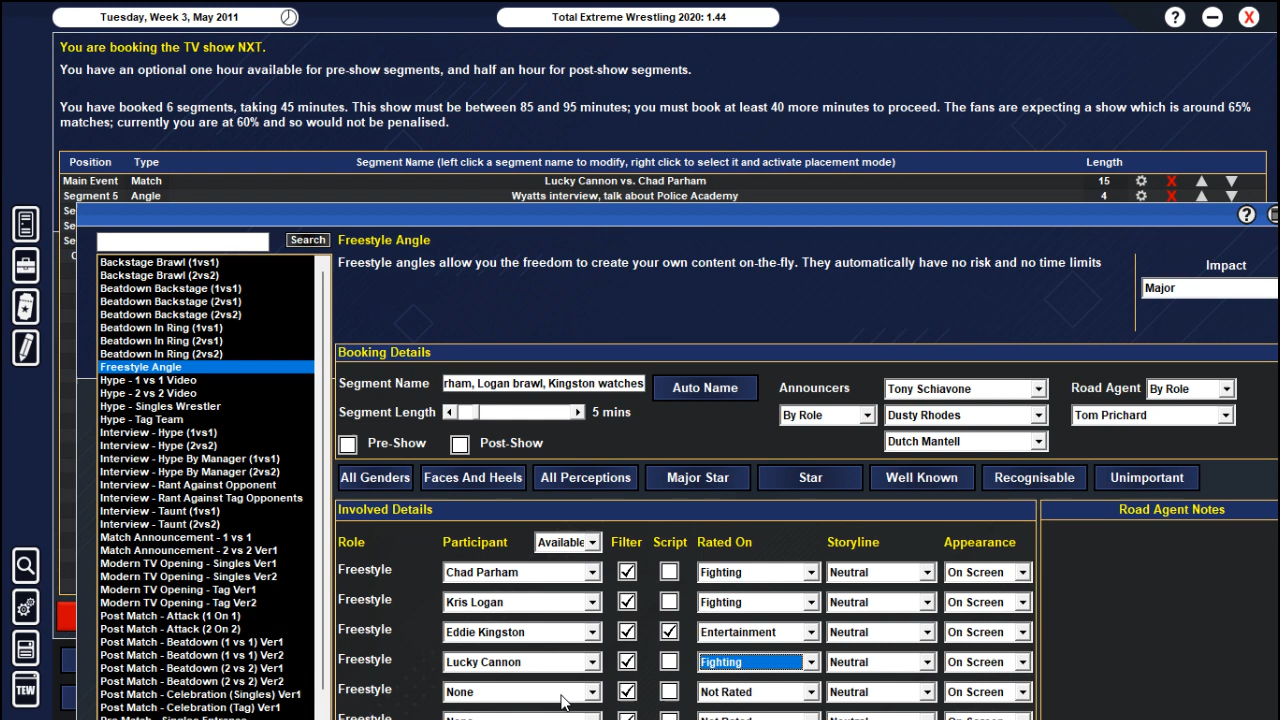 Tuesday, Week 3, May 2011
Total Extreme Wrestling 2020: 1.44
?
X
You are booking the TV show NXT.
You have an optional one hour available for pre-show segments, and half an hour for post-show segments.
You have booked 6 segments, taking 45 minutes. This show must be between 85 and 95 minutes; you must book at least 40 more minutes to proceed. The fans are expecting a show which is around 65%
matches; currently you are at 60% and so would not be penalised.
Position Type Segment Name (left click a segment name to modify, right click to select it and activate placement mode) Length
Main Event Match Lucky Cannon vs. Chad Parham 15 X
Segment 5 Angle Wyatts interview, talk about Police Academy 4 X
Se
Se
Se
?
Search
Backstage Brawl (1vs1)
Backstage Brawl (2vs2)
Beatdown Backstage (1vs1)
Beatdown Backstage (2vs1)
Beatdown Backstage (2vs2)
Beatdown In Ring (1vs1)
Beatdown In Ring (2vs1)
Beatdown In Ring (2vs2)
Freestyle Angle
Hype - 1 vs 1 Video
Hype - 2 vs 2 Video
Hype - Singles Wrestler
Hype - Tag Team
Interview - Hype (1vs1)
Interview - Hype (2vs2)
Interview - Hype By Manager (1vs1)
Interview - Hype By Manager (2vs2)
Interview - Rant Against Opponent
Interview - Rant Against Tag Opponents
Interview - Taunt (1vs1)
Interview - Taunt (2vs2)
Match Announcement - 1 vs 1
Match Announcement - 2 vs 2 Ver1
Modern TV Opening - Singles Ver1
Modern TV Opening - Singles Ver2
Modern TV Opening - Tag Ver1
Modern TV Opening - Tag Ver2
Post Match - Attack (1 On 1)
Post Match - Attack (2 On 2)
Post Match - Beatdown (1 vs 1) Ver1
Post Match - Beatdown (1 vs 1) Ver2
Post Match - Beatdown (2 vs 2) Ver1
Post Match - Beatdown (2 vs 2) Ver2
Post Match - Celebration (Singles) Ver1
Post Match - Celebration (Tag) Ver1
Freestyle Angle
Freestyle angles allow you the freedom to create your own content on-the-fly. They automatically have no risk and no time limits
Impact
Major
Booking Details
Segment Name rham, Logan brawl, Kingston watches Auto Name
Segment Length 5 mins
Pre-Show Post-Show
Announcers Tony Schiavone
By Role Dusty Rhodes
Dutch Mantell
Road Agent By Role
Tom Prichard
All Genders Faces And Heels All Perceptions Major Star Star Well Known Recognisable Unimportant
Involved Details
Road Agent Notes
Role Participant Available Filter Script Rated On Storyline Appearance
Freestyle Chad Parham Fighting Neutral On Screen
Freestyle Kris Logan Fighting Neutral On Screen
Freestyle Eddie Kingston Entertainment Neutral On Screen
Freestyle Lucky Cannon Fighting Neutral On Screen
Freestyle None Not Rated Neutral On Screen
TEW